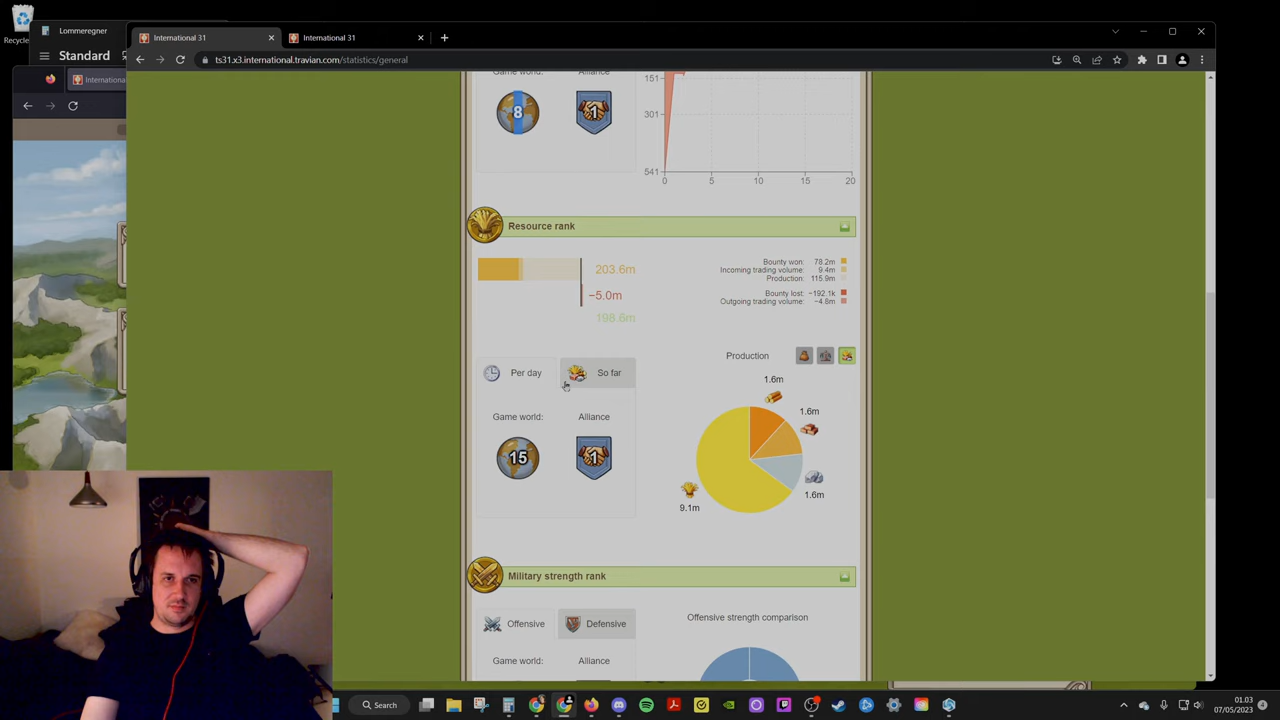 Recycle
Lommeregner
Standard
International 31
International 31
Internationa
ts31.x3.international.travian.com/statistics/general
Game world:
Alliance
8
1
151
301
541
0
5
10
15
20
Resource rank
203.6m
−5.0m
198.6m
Bounty won: 78.2m
Incoming trading volume: 9.4m
Production: 115.9m
Bounty lost: −192.1k
Outgoing trading volume: −4.8m
Per day
So far
Game world:
Alliance
15
1
Production
1.6m
1.6m
1.6m
9.1m
Military strength rank
Offensive
Defensive
Offensive strength comparison
Game world:
Alliance
Search
01.03
07/05/2023